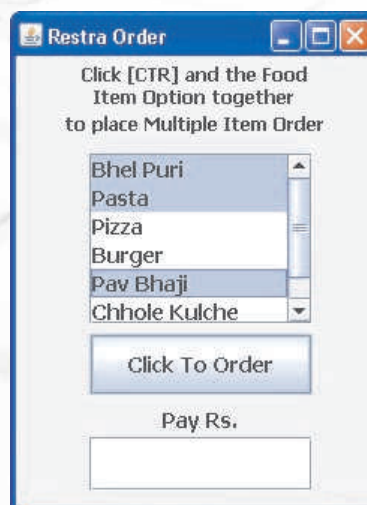 Restra Order
Click [CTR] and the Food
Item Option together
to place Multiple Item Order
Bhel Puri
Pasta
Pizza
Burger
Pav Bhaji
Chhole Kulche
Click To Order
Pay Rs.